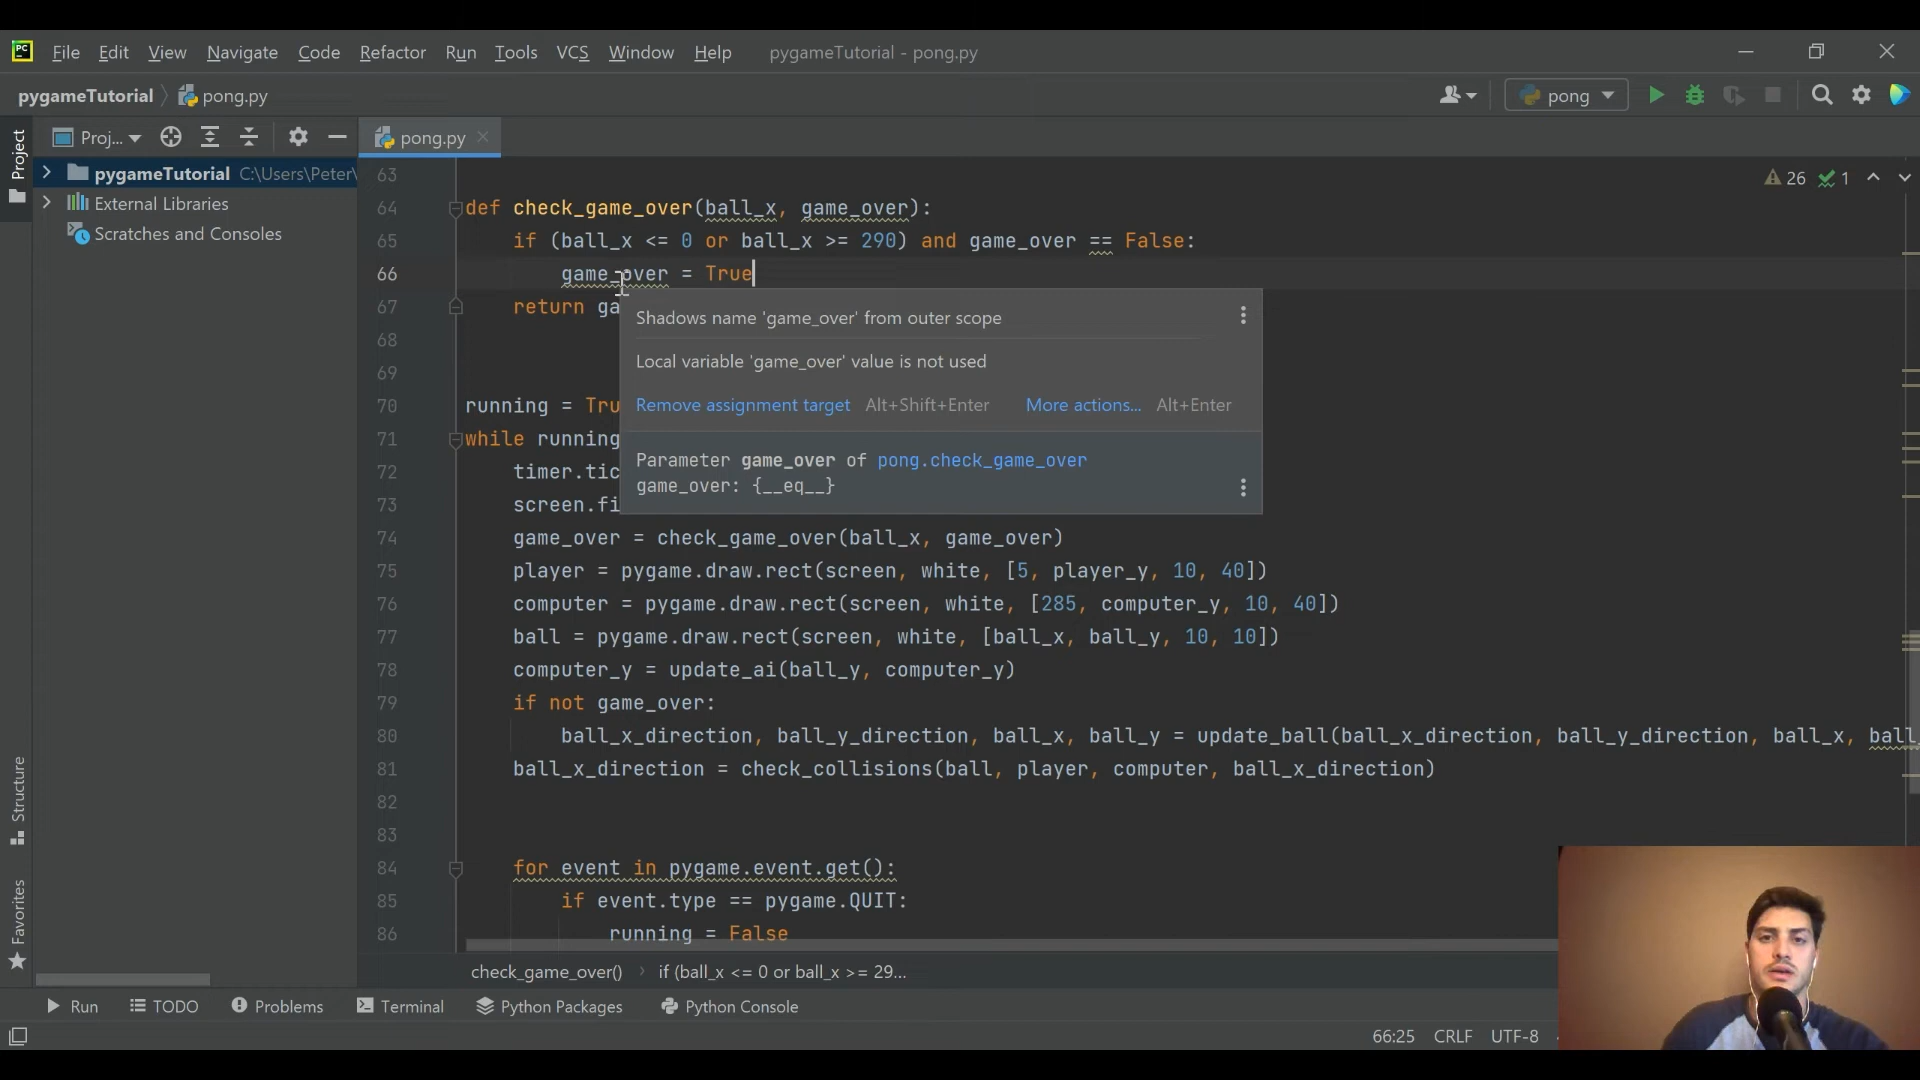 PC File Edit View Navigate Code Refactor Run Tools VCS Window Help pygameTutorial - pong.py
pygameTutorial pong.py pong
Project
Proj...
pong.py
pygameTutorial C:\Users\Peter\
External Libraries
Scratches and Consoles
26 1
63
64 def check_game_over(ball_x, game_over):
65 if (ball_x <= 0 or ball_x >= 290) and game_over == False:
66 game_over = True
67 return ga
68
69
70 running = Tru
71 while running
72 timer.tic
73 screen.fi
Shadows name 'game_over' from outer scope
Local variable 'game_over' value is not used
Remove assignment target Alt+Shift+Enter More actions... Alt+Enter
Parameter game_over of pong.check_game_over
game_over: {__eq__}
74 game_over = check_game_over(ball_x, game_over)
75 player = pygame.draw.rect(screen, white, [5, player_y, 10, 40])
76 computer = pygame.draw.rect(screen, white, [285, computer_y, 10, 40])
77 ball = pygame.draw.rect(screen, white, [ball_x, ball_y, 10, 10])
78 computer_y = update_ai(ball_y, computer_y)
79 if not game_over:
80 ball_x_direction, ball_y_direction, ball_x, ball_y = update_ball(ball_x_direction, ball_y_direction, ball_x, ball_
81 ball_x_direction = check_collisions(ball, player, computer, ball_x_direction)
82
83
84 for event in pygame.event.get():
85 if event.type == pygame.QUIT:
86 running = False
Structure
Favorites
check_game_over() if (ball_x <= 0 or ball_x >= 29...
Run TODO Problems Terminal Python Packages Python Console
66:25 CRLF UTF-8